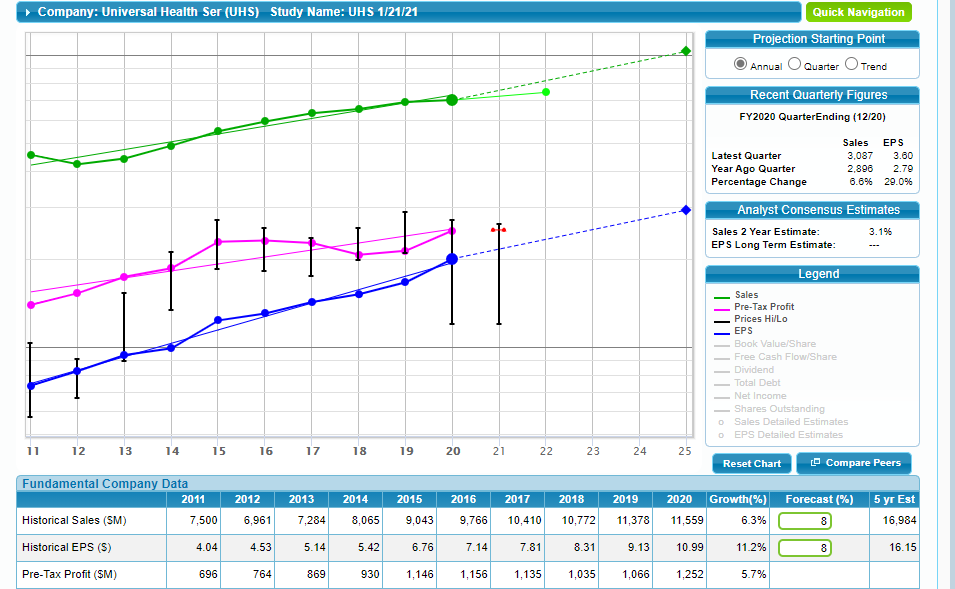 Company: Universal Health Ser (UHS) Study Name: UHS 1/21/21
Quick Navigation
11 12 13 14 15 16 17 18 19 20 21 22 23 24 25
Projection Starting Point
Annual Quarter Trend
Recent Quarterly Figures
FY2020 QuarterEnding (12/20)
Sales EPS
Latest Quarter 3,087 3.60
Year Ago Quarter 2,896 2.79
Percentage Change 6.6% 29.0%
Analyst Consensus Estimates
Sales 2 Year Estimate: 3.1%
EPS Long Term Estimate: ---
Legend
Sales
Pre-Tax Profit
Prices Hi/Lo
EPS
Book Value/Share
Free Cash Flow/Share
Dividend
Total Debt
Net Income
Shares Outstanding
Sales Detailed Estimates
EPS Detailed Estimates
Reset Chart
Compare Peers
Fundamental Company Data
2011 2012 2013 2014 2015 2016 2017 2018 2019 2020 Growth(%) Forecast (%) 5 yr Est
Historical Sales ($M) 7,500 6,961 7,284 8,065 9,043 9,766 10,410 10,772 11,378 11,559 6.3% 8 16,984
Historical EPS ($) 4.04 4.53 5.14 5.42 6.76 7.14 7.81 8.31 9.13 10.99 11.2% 8 16.15
Pre-Tax Profit ($M) 696 764 869 930 1,146 1,156 1,135 1,035 1,066 1,252 5.7%